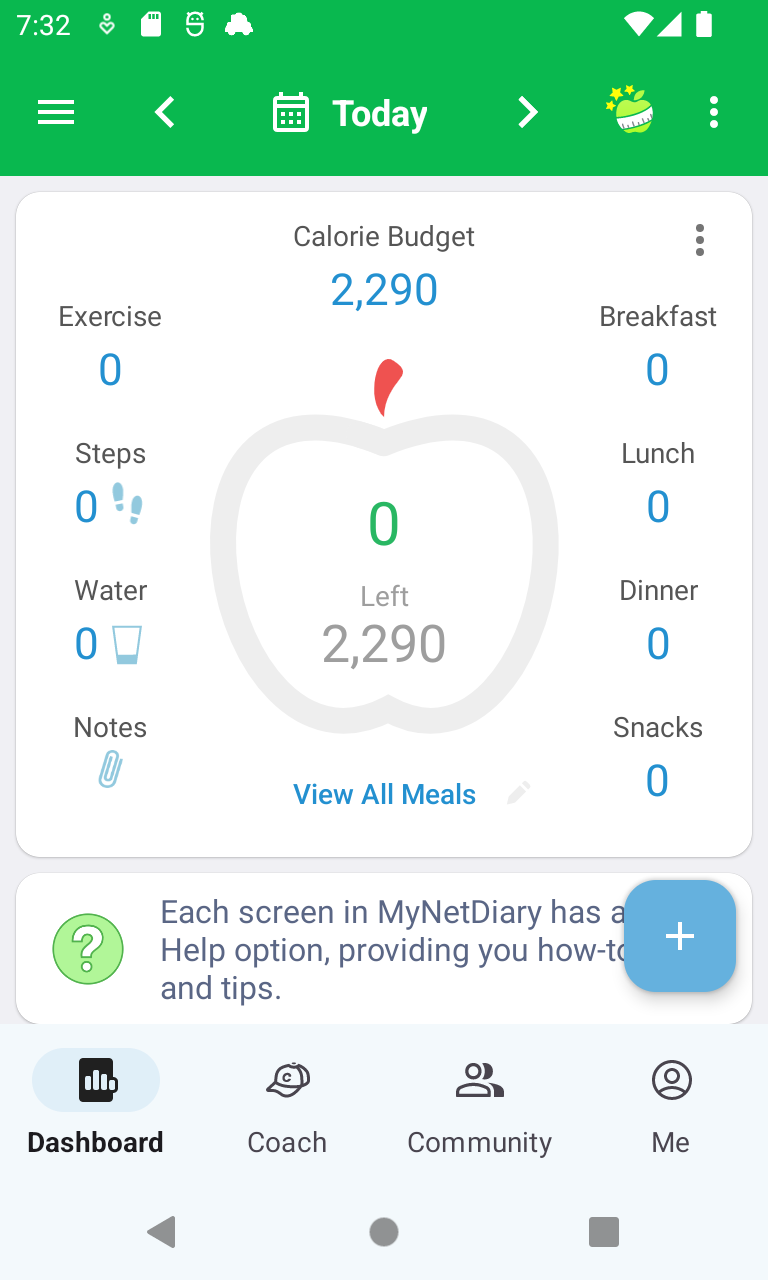 7:32
Today
Calorie Budget
2,290
Exercise
0
Breakfast
0
Steps
0
Lunch
0
0
Left
2,290
Water
0
Dinner
0
Notes
Snacks
0
View All Meals
Each screen in MyNetDiary has a
Help option, providing you how-to
and tips.
Dashboard
C
Coach
Community
Me